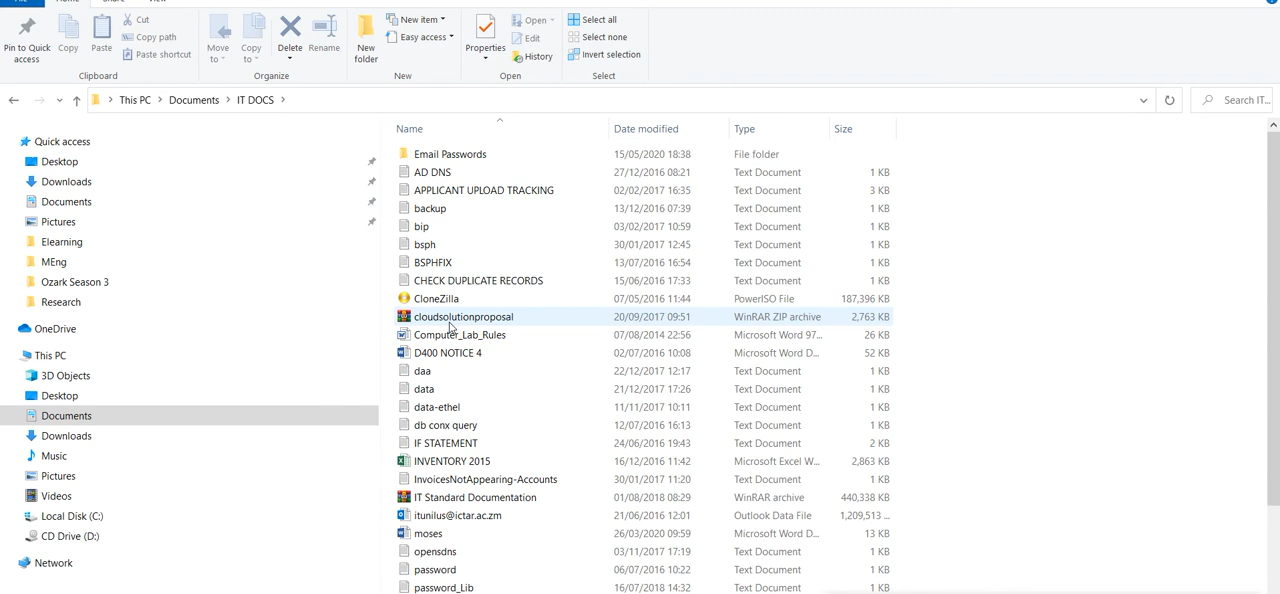 Home Share View
Pin to Quick access
Copy
Paste
Cut
Copy path
Paste shortcut
Clipboard
Move to
Copy to
Delete
Rename
Organize
New folder
New item
Easy access
New
Properties
Open
Edit
History
Open
Select all
Select none
Invert selection
Select
This PC Documents IT DOCS
Search IT...
Quick access
Desktop
Downloads
Documents
Pictures
Elearning
MEng
Ozark Season 3
Research
OneDrive
This PC
3D Objects
Desktop
Documents
Downloads
Music
Pictures
Videos
Local Disk (C:)
CD Drive (D:)
Network
Name Date modified Type Size
Email Passwords 15/05/2020 18:38 File folder
AD DNS 27/12/2016 08:21 Text Document 1 KB
APPLICANT UPLOAD TRACKING 02/02/2017 16:35 Text Document 3 KB
backup 13/12/2016 07:39 Text Document 1 KB
bip 03/02/2017 10:59 Text Document 1 KB
bsph 30/01/2017 12:45 Text Document 1 KB
BSPHFIX 13/07/2016 16:54 Text Document 1 KB
CHECK DUPLICATE RECORDS 15/06/2016 17:33 Text Document 1 KB
CloneZilla 07/05/2016 11:44 PowerISO File 187,396 KB
cloudsolutionproposal 20/09/2017 09:51 WinRAR ZIP archive 2,763 KB
Computer_Lab_Rules 07/08/2014 22:56 Microsoft Word 97... 26 KB
D400 NOTICE 4 02/07/2016 10:08 Microsoft Word D... 52 KB
daa 22/12/2017 12:17 Text Document 1 KB
data 21/12/2017 17:26 Text Document 1 KB
data-ethel 11/11/2017 10:11 Text Document 1 KB
db conx query 12/07/2016 16:13 Text Document 1 KB
IF STATEMENT 24/06/2016 19:43 Text Document 2 KB
INVENTORY 2015 16/12/2016 11:42 Microsoft Excel W... 2,863 KB
InvoicesNotAppearing-Accounts 30/01/2017 11:20 Text Document 1 KB
IT Standard Documentation 01/08/2018 08:29 WinRAR archive 440,338 KB
itunilus@ictar.ac.zm 21/06/2016 12:01 Outlook Data File 1,209,513 ...
moses 26/03/2020 09:59 Microsoft Word D... 13 KB
opensdns 03/11/2017 17:19 Text Document 1 KB
password 06/07/2016 10:22 Text Document 1 KB
password_Lib 16/07/2018 14:32 Text Document 1 KB